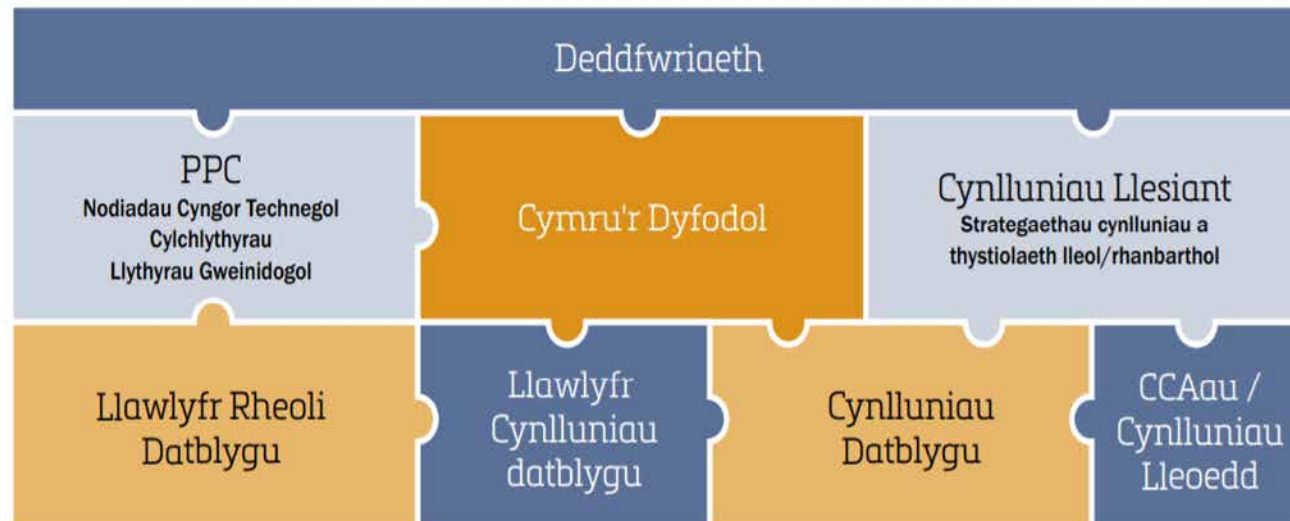 Deddfwriaeth
PPC
Nodiadau Cyngor Technegol
Cylchlythyrau
Llythyrau Gweinidogol
Cymru'r Dyfodol
Cynlluniau Llesiant
Strategaethau cynlluniau a
thystiolaeth lleol/rhanbarthol
Llawlyfr Rheoli
Datblygu
Llawlyfr
Cynlluniau
datblygu
Cynlluniau
Datblygu
CCAau /
Cynlluniau
Lleoedd